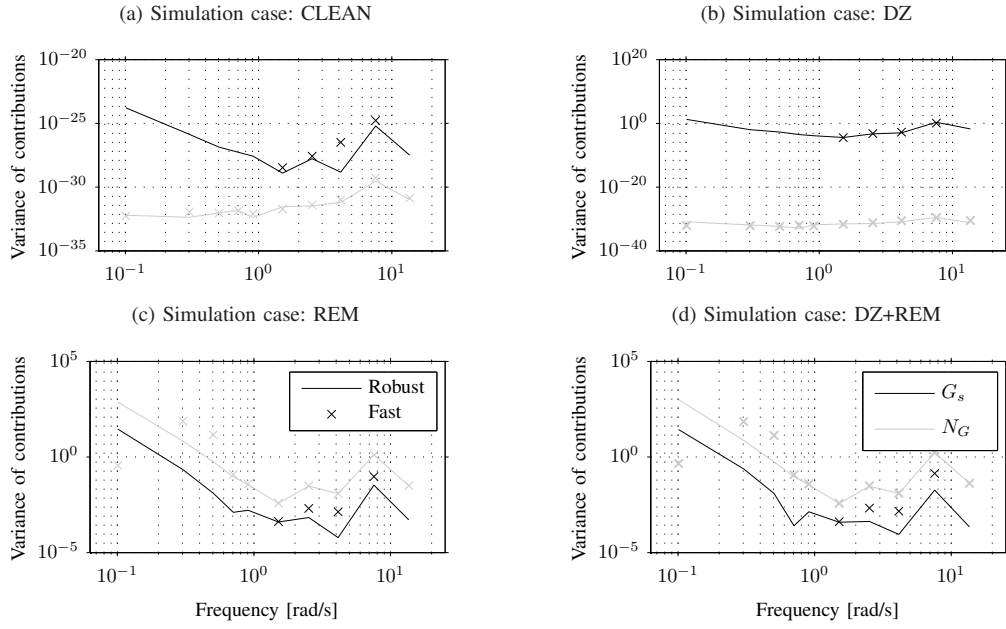 (a) Simulation case: CLEAN
10^−20
10^−25
10^−30
10^−35
Variance of contributions
10^−1
10^0
10^1
(b) Simulation case: DZ
10^20
10^0
10^−20
10^−40
Variance of contributions
10^−1
10^0
10^1
(c) Simulation case: REM
10^5
10^0
10^−5
Variance of contributions
Robust
Fast
10^−1
10^0
10^1
Frequency [rad/s]
(d) Simulation case: DZ+REM
10^5
10^0
10^−5
Variance of contributions
G_s
N_G
10^−1
10^0
10^1
Frequency [rad/s]